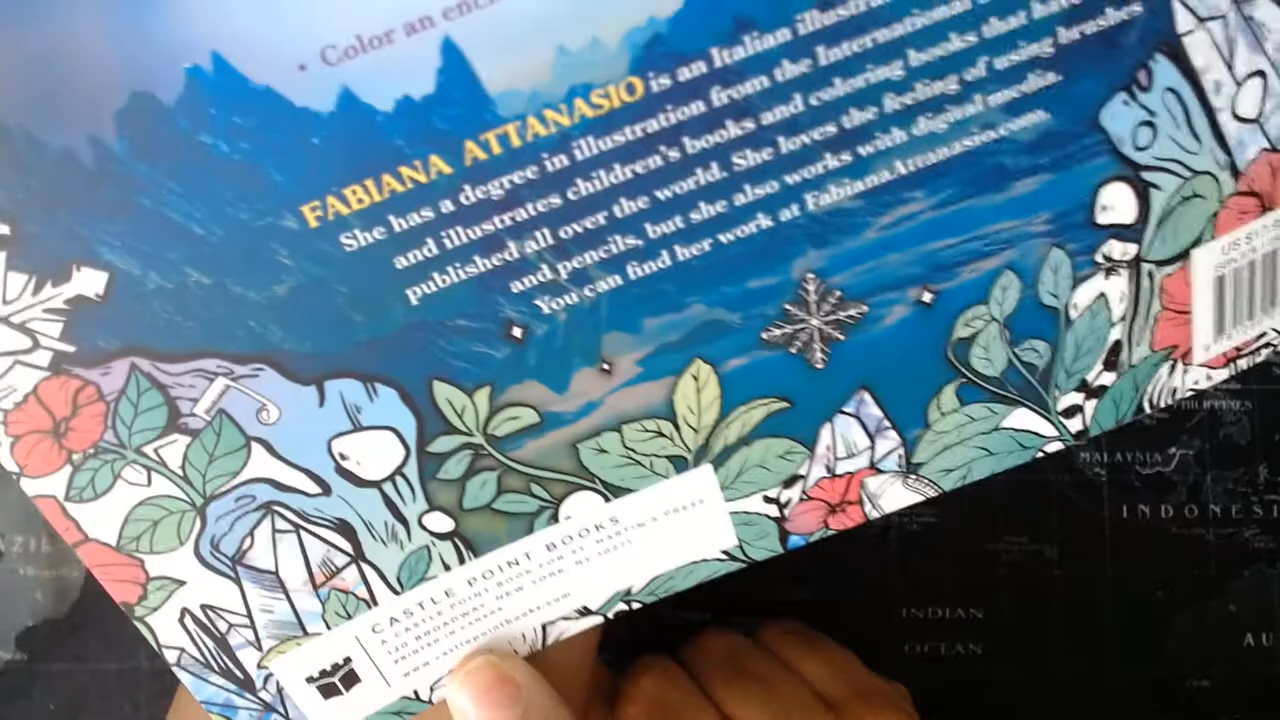 • Color an
FABIANA ATTANASIO is an Italian
She has a degree in illustration from the International
and illustrates children's books and coloring books that have
published all over the world. She loves the feeling of using brushes
and pencils, but she also works with digital media.
You can find her work at FabianaAttanasio.com.
CASTLE POINT BOOKS
A CASTLE POINT BOOK FOR ST. MARTIN'S PRESS
120 BROADWAY, NEW YORK, NY 10271
PRINTED IN CANADA
www.castlepointbooks.com
US
ISBN
PHILIPPINES
MALAYSIA
INDIAN
OCEAN